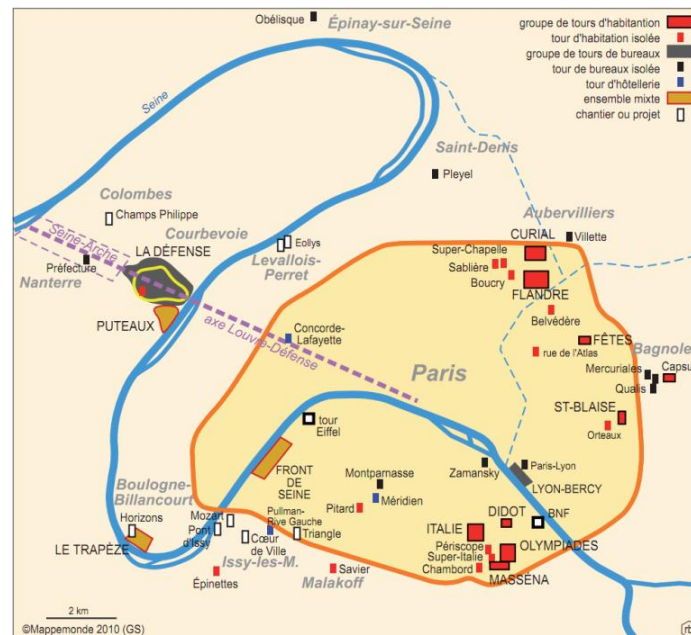 Obélisque
Épinay-sur-Seine
groupe de tours d'habitantion
tour d'habitation isolée
groupe de tours de bureaux
tour de bureaux isolée
tour d'hôtellerie
ensemble mixte
chantier ou projet
Seine
Saint-Denis
Pleyel
Colombes
Champs Philippe
Courbevoie
Seine-Arche
LA DÉFENSE
Préfecture
Nanterre
Eollys
Levallois-
Perret
Aubervilliers
CURIAL
Villette
Super-Chapelle
Sablière
Boucry
FLANDRE
PUTEAUX
axe Louvre-Défense
Concorde-
Lafayette
Belvédère
FÊTES
rue de l'Atlas
Bagnole
Mercuriales
Capsu
Qualis
Paris
ST-BLAISE
Orteaux
tour
Eiffel
FRONT
DE SEINE
Montparnasse
Méridien
Pitard
Zamansky
Paris-Lyon
LYON-BERCY
Boulogne-
Billancourt
Horizons
LE TRAPÈZE
Mozart
Pont
d'Issy
Pullman-
Rive Gauche
Cœur
de Ville
Triangle
Issy-les-M.
Épinettes
Malakoff
Savier
DIDOT
BNF
ITALIE
Périscope
Super-Italie
OLYMPIADES
Chambord
MASSÉNA
2 km
©Mappemonde 2010 (GS)